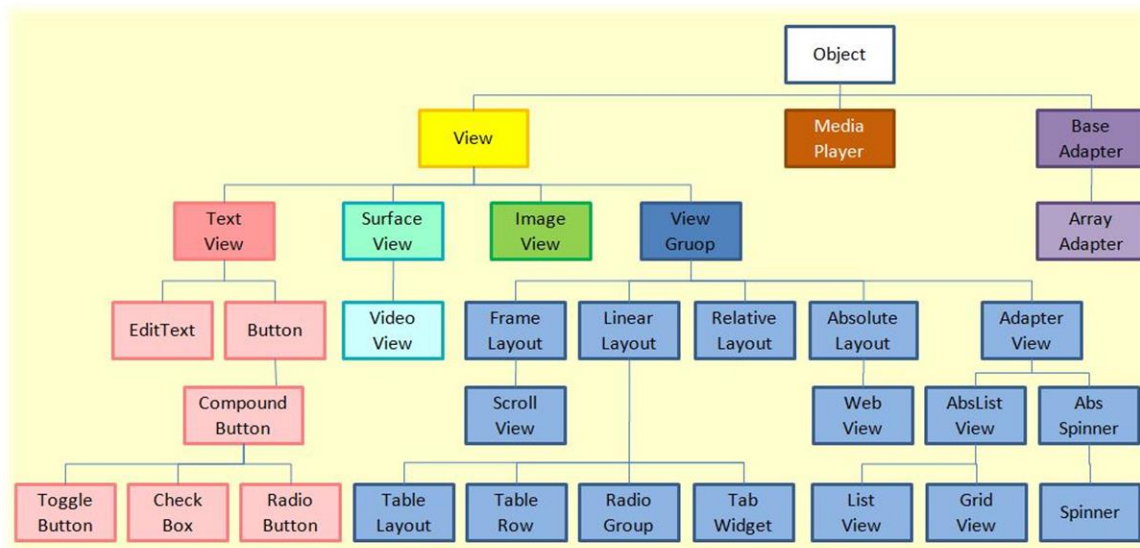 Object
View
Media
Player
Base
Adapter
Text
View
Surface
View
Image
View
View
Gruop
Array
Adapter
EditText
Button
Video
View
Frame
Layout
Linear
Layout
Relative
Layout
Absolute
Layout
Adapter
View
Compound
Button
Scroll
View
Web
View
AbsList
View
Abs
Spinner
Toggle
Button
Check
Box
Radio
Button
Table
Layout
Table
Row
Radio
Group
Tab
Widget
List
View
Grid
View
Spinner